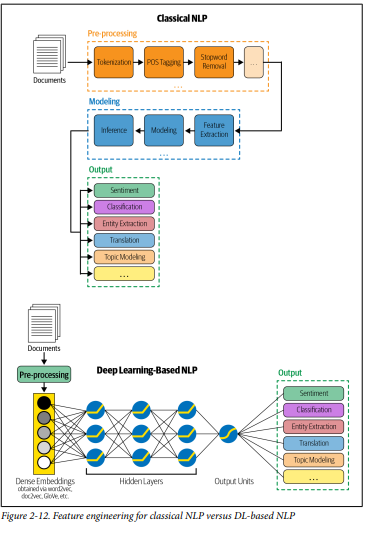 Classical NLP
Pre-processing
Documents
Tokenization
POS Tagging
Stopword
Removal
...
...
Modeling
Inference
Modeling
Feature
Extraction
...
Output
Sentiment
Classification
Entity Extraction
Translation
Topic Modeling
...
Documents
Pre-processing
Deep Learning-Based NLP
Output
Sentiment
Classification
Entity Extraction
Translation
Topic Modeling
...
Dense Embeddings
obtained via word2vec,
doc2vec, GloVe, etc.
Hidden Layers
Output Units
Figure 2-12. Feature engineering for classical NLP versus DL-based NLP